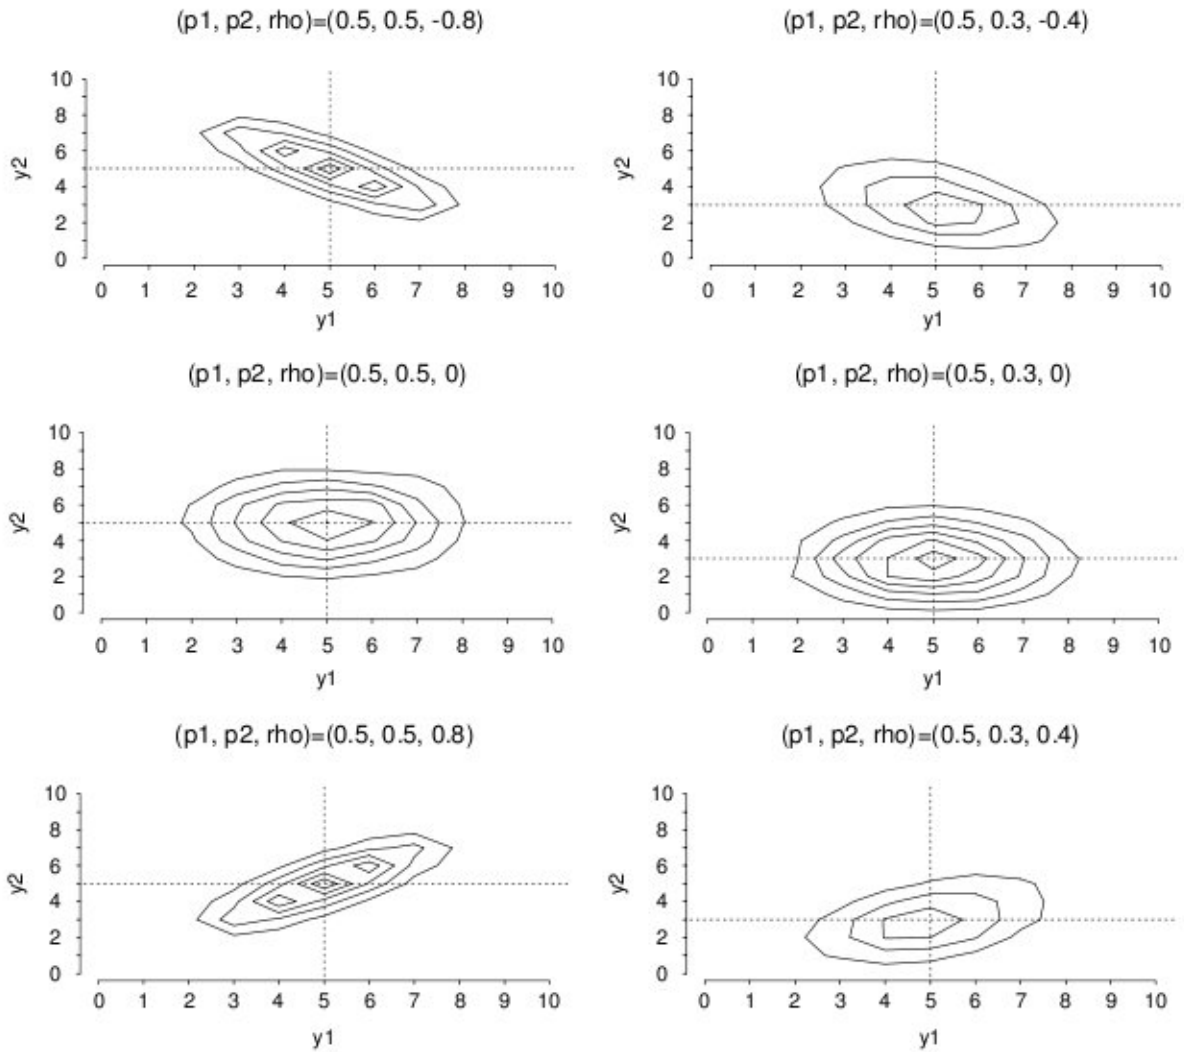 (p1, p2, rho)=(0.5, 0.5, -0.8)
10
8
6
4
2
0
y2
0 1 2 3 4 5 6 7 8 9 10
y1
(p1, p2, rho)=(0.5, 0.3, -0.4)
10
8
6
4
2
0
y2
0 1 2 3 4 5 6 7 8 9 10
y1
(p1, p2, rho)=(0.5, 0.5, 0)
10
8
6
4
2
0
y2
0 1 2 3 4 5 6 7 8 9 10
y1
(p1, p2, rho)=(0.5, 0.3, 0)
10
8
6
4
2
0
y2
0 1 2 3 4 5 6 7 8 9 10
y1
(p1, p2, rho)=(0.5, 0.5, 0.8)
10
8
6
4
2
0
y2
0 1 2 3 4 5 6 7 8 9 10
y1
(p1, p2, rho)=(0.5, 0.3, 0.4)
10
8
6
4
2
0
y2
0 1 2 3 4 5 6 7 8 9 10
y1